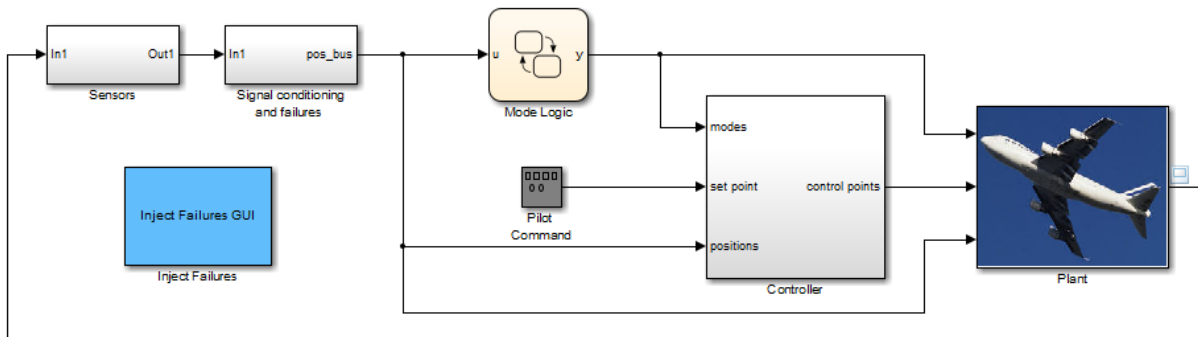 In1
Out1
Sensors
In1
pos_bus
Signal conditioning
and failures
u
y
Mode Logic
Inject Failures GUI
Inject Failures
Pilot
Command
modes
set point
positions
control points
Controller
Plant